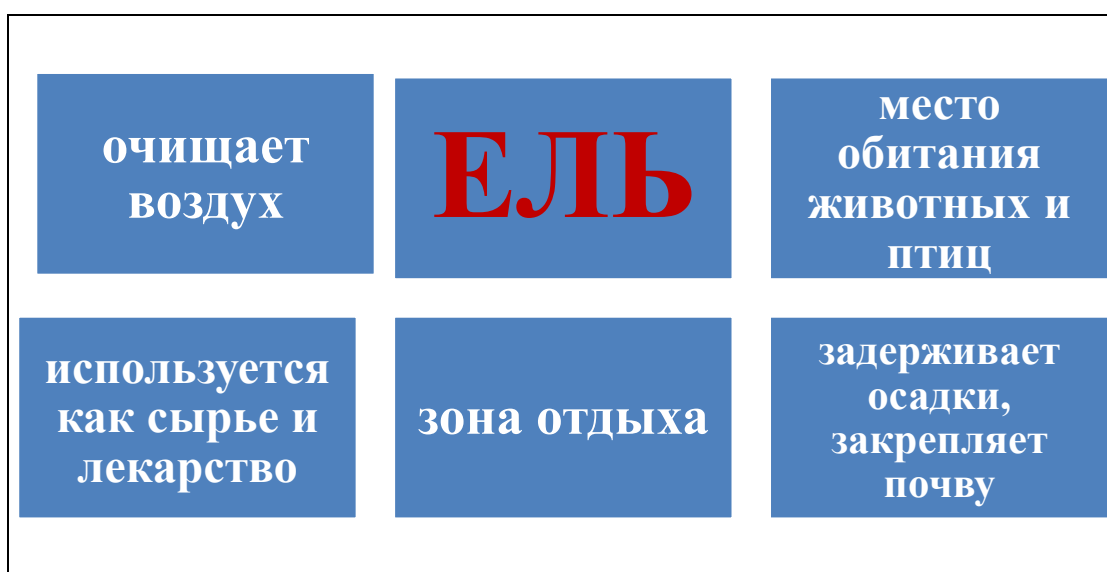 очищает
воздух
ЕЛЬ
место
обитания
животных и
птиц
используется
как сырье и
лекарство
зона отдыха
задерживает
осадки,
закрепляет
почву